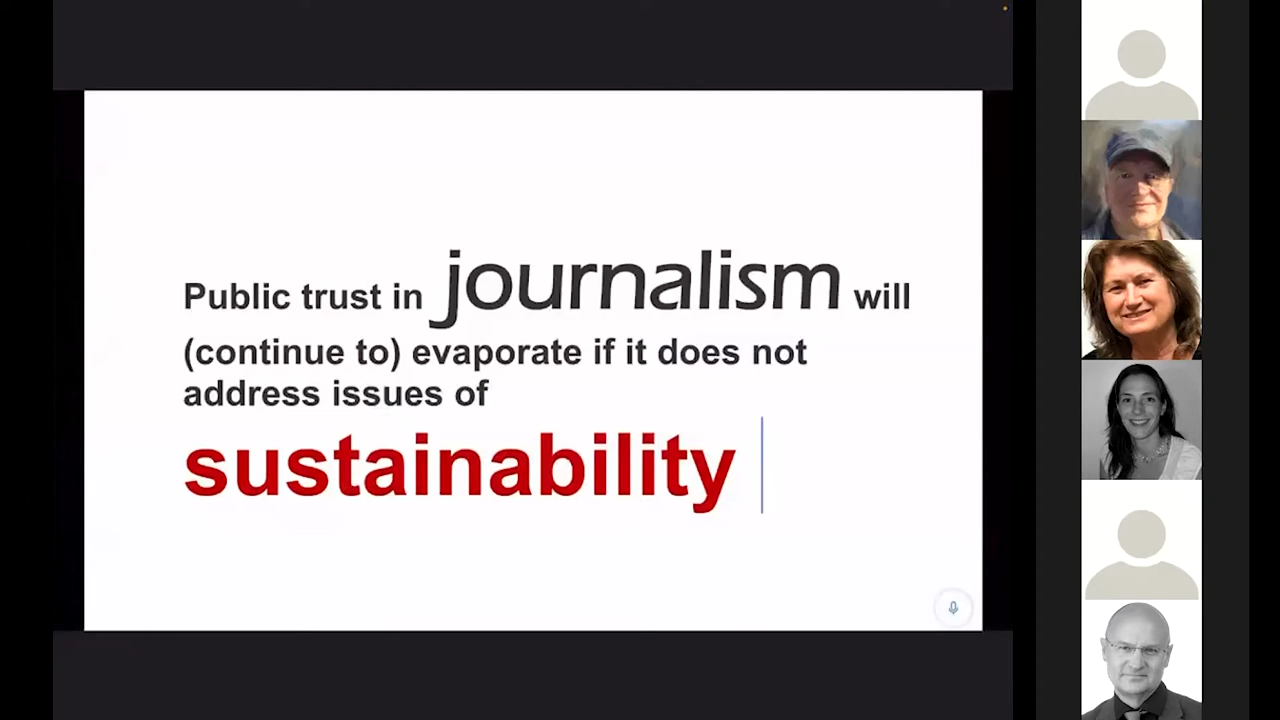 Public trust in journalism will
(continue to) evaporate if it does not
address issues of
sustainability